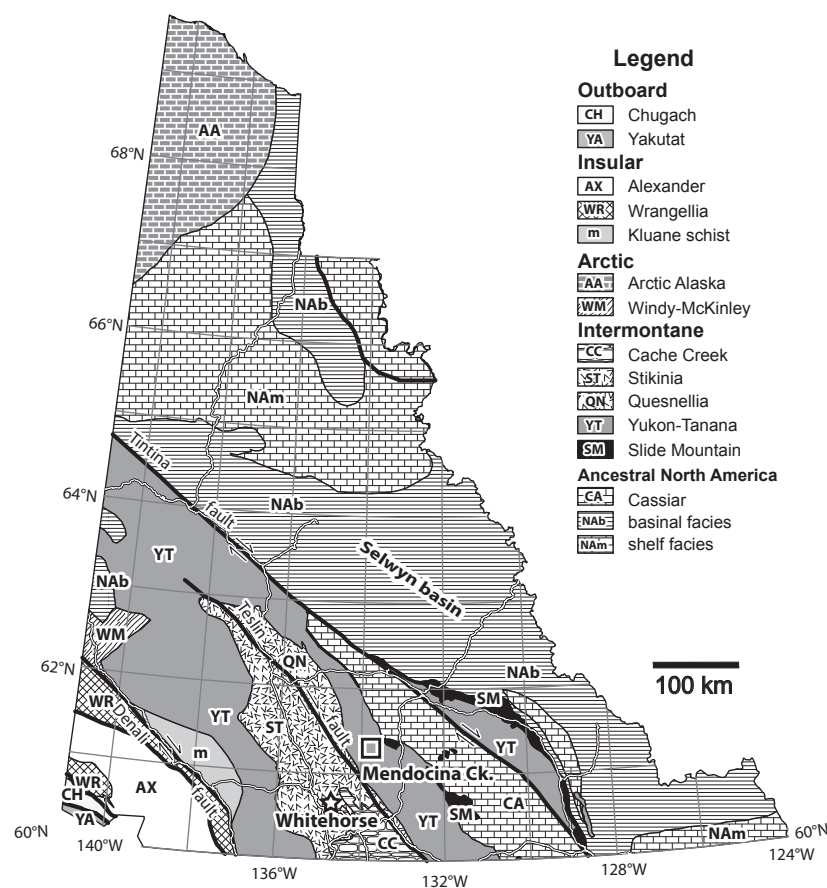 Legend
Outboard
CH Chugach
YA Yakutat
Insular
AX Alexander
WR Wrangellia
m Kluane schist
Arctic
AA Arctic Alaska
WM Windy-McKinley
Intermontane
CC Cache Creek
ST Stikinia
QN Quesnellia
YT Yukon-Tanana
SM Slide Mountain
Ancestral North America
CA Cassiar
NAb basinal facies
NAm shelf facies
AA
68°N
66°N
NAb
NAm
Tintina
fault
64°N
NAb
YT
Selwyn basin
NAb
WM
Teslin
fault
QN
62°N
NAb
100 km
SM
WR
Denali
fault
YT
ST
m
YT
Mendocina Ck.
WR
CH
AX
YA
Whitehorse
CA
SM
YT
CC
NAm
60°N
60°N
140°W
136°W
132°W
128°W
124°W